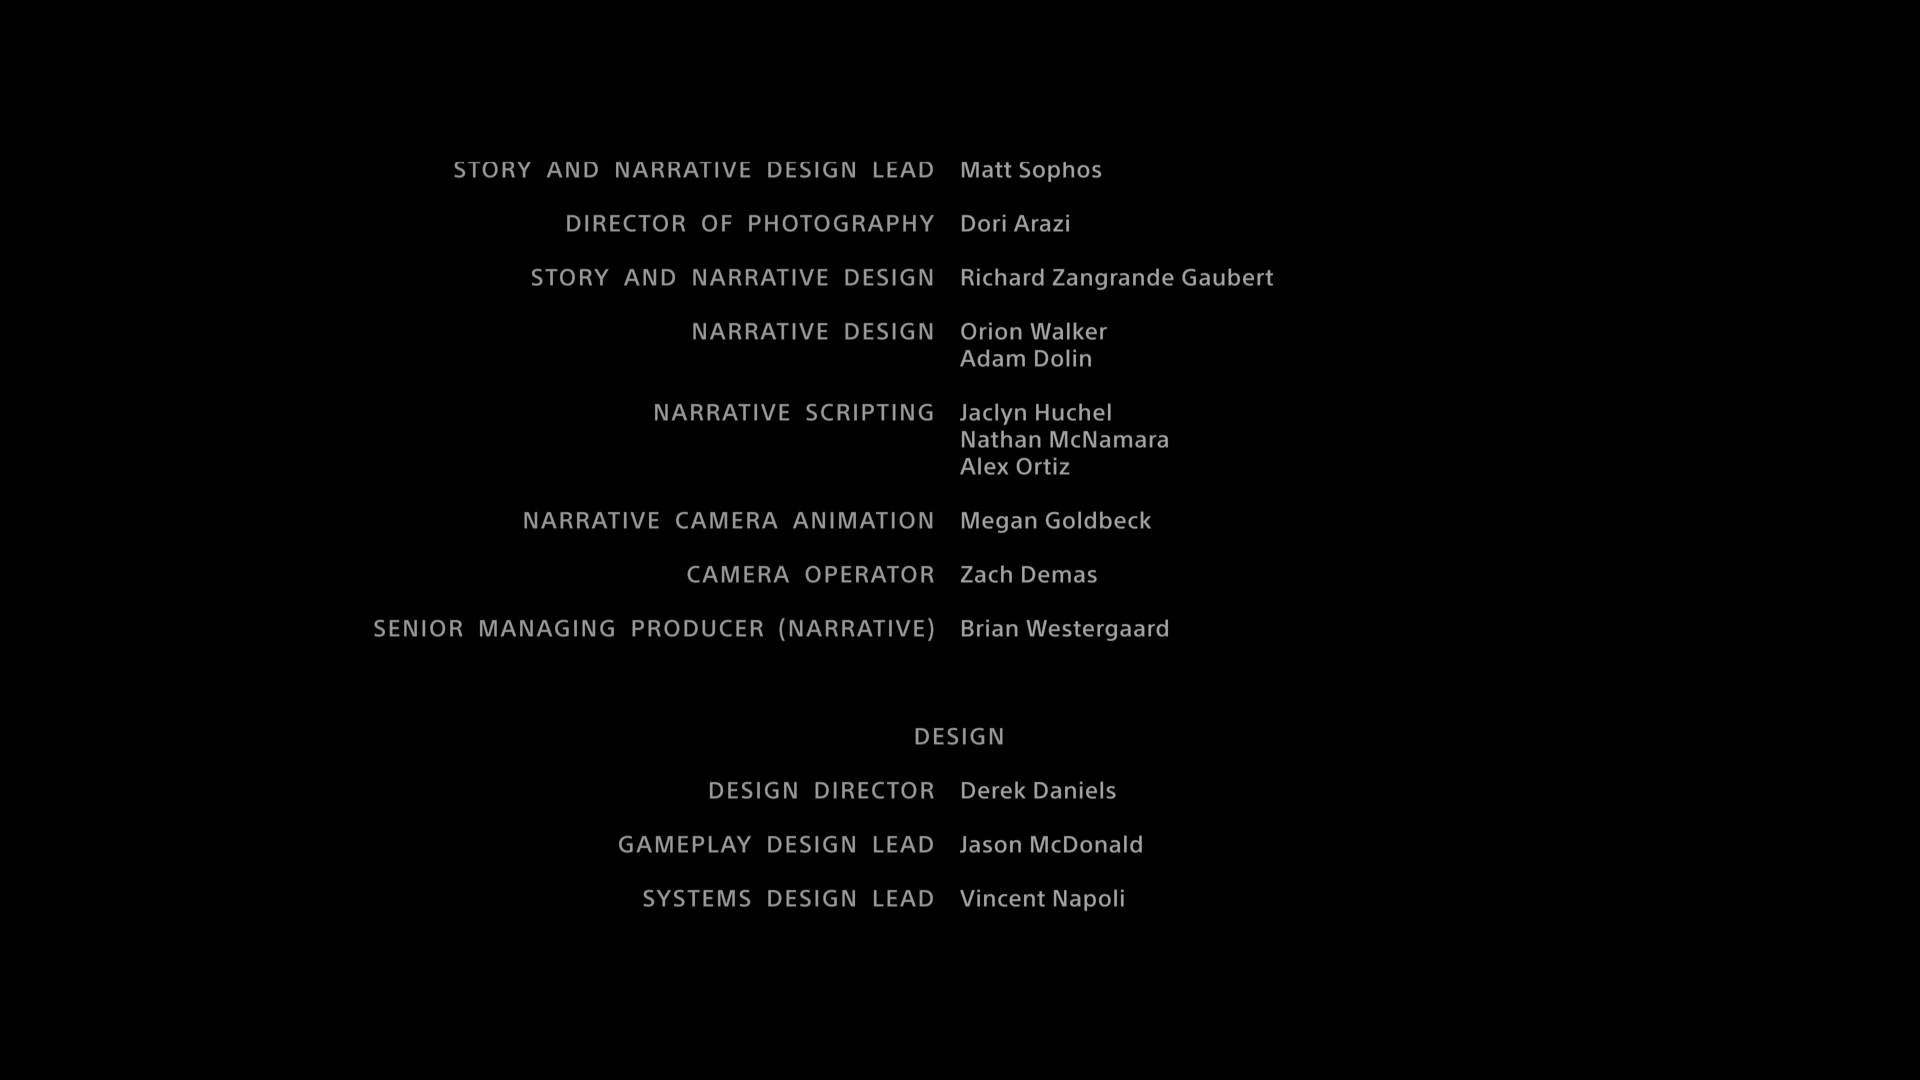 STORY AND NARRATIVE DESIGN LEAD Matt Sophos
DIRECTOR OF PHOTOGRAPHY Dori Arazi
STORY AND NARRATIVE DESIGN Richard Zangrande Gaubert
NARRATIVE DESIGN Orion Walker
Adam Dolin
NARRATIVE SCRIPTING Jaclyn Huchel
Nathan McNamara
Alex Ortiz
NARRATIVE CAMERA ANIMATION Megan Goldbeck
CAMERA OPERATOR Zach Demas
SENIOR MANAGING PRODUCER (NARRATIVE) Brian Westergaard
DESIGN
DESIGN DIRECTOR Derek Daniels
GAMEPLAY DESIGN LEAD Jason McDonald
SYSTEMS DESIGN LEAD Vincent Napoli